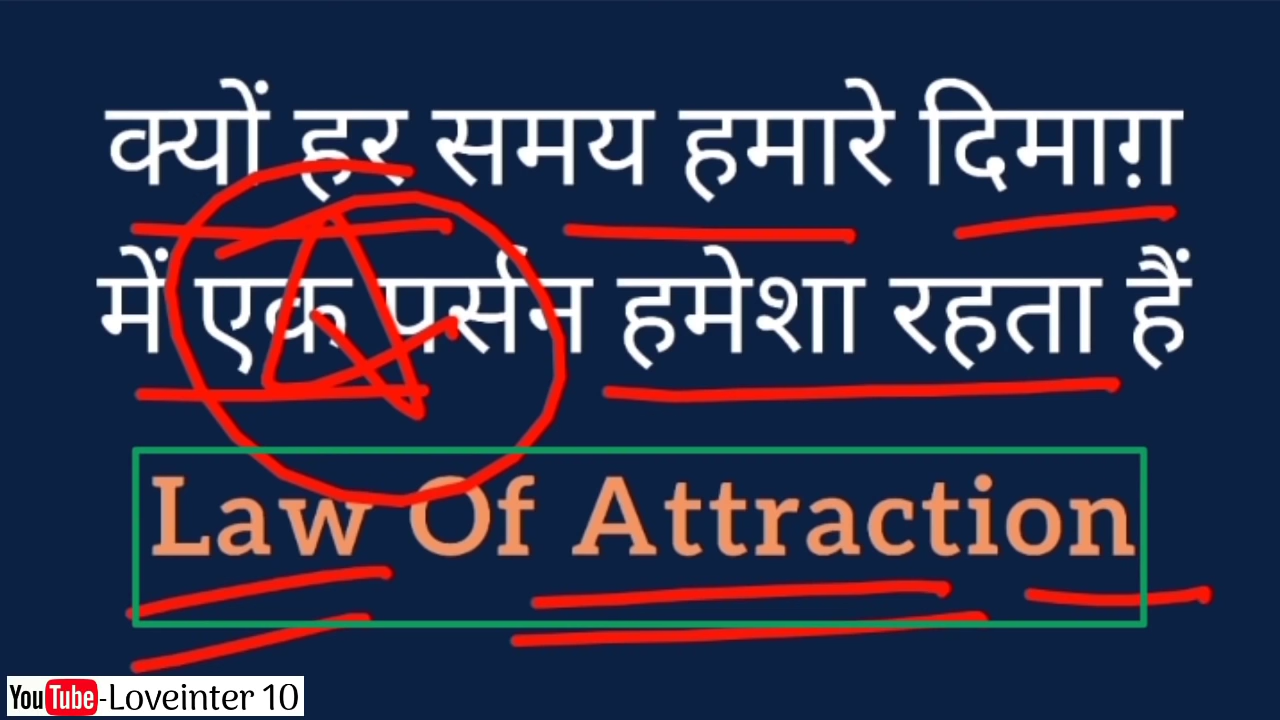 क्यों हर समय हमारे दिमाग़
में एक पर्सन हमेशा रहता हैं
Law Of Attraction
YouTube-Loveinter 10